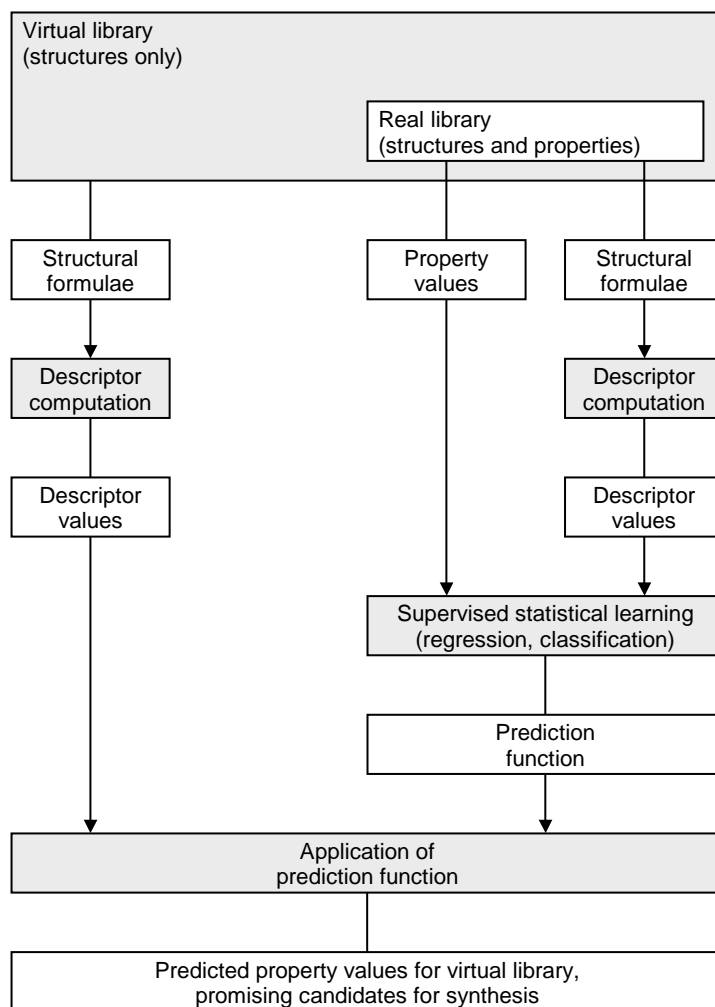 Virtual library
(structures only)
Real library
(structures and properties)
Structural
formulae
Property
values
Structural
formulae
Descriptor
computation
Descriptor
computation
Descriptor
values
Descriptor
values
Supervised statistical learning
(regression, classification)
Prediction
function
Application of
prediction function
Predicted property values for virtual library,
promising candidates for synthesis